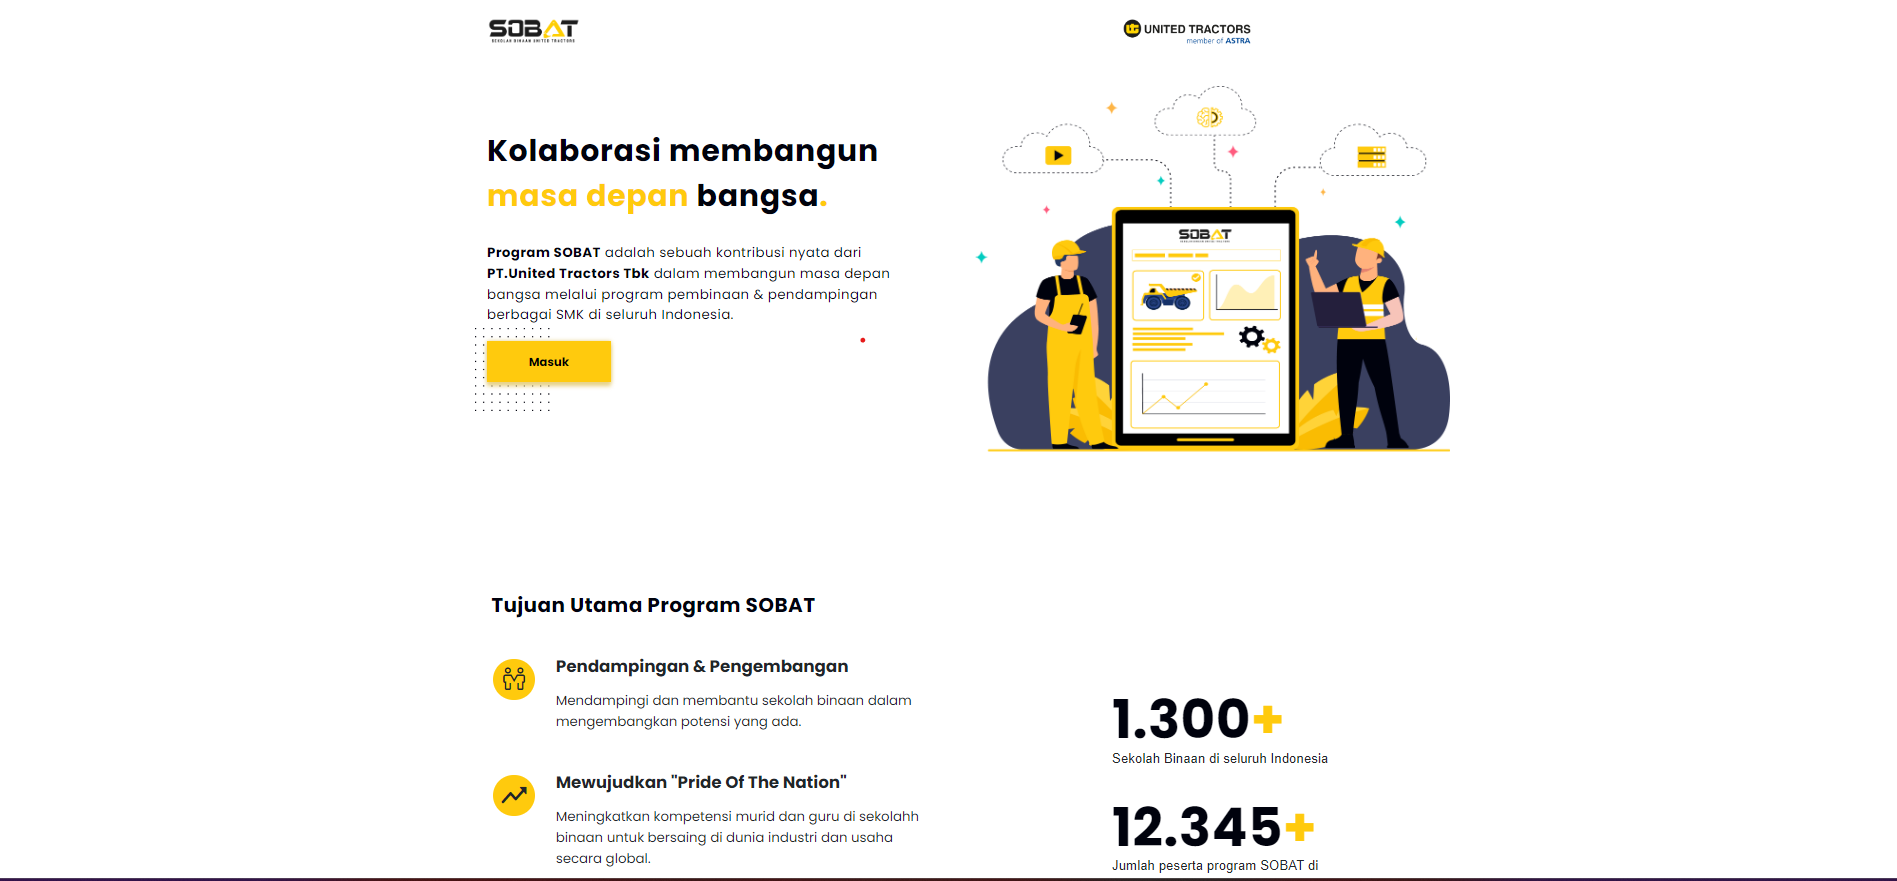 SOBAT
SEKOLAH BINAAN UNITED TRACTORS
UNITED TRACTORS
member of ASTRA
Kolaborasi membangun
masa depan bangsa.
Program SOBAT adalah sebuah kontribusi nyata dari
PT.United Tractors Tbk dalam membangun masa depan
bangsa melalui program pembinaan & pendampingan
berbagai SMK di seluruh Indonesia.
Masuk
SOBAT
Tujuan Utama Program SOBAT
Pendampingan & Pengembangan
Mendampingi dan membantu sekolah binaan dalam
mengembangkan potensi yang ada.
Mewujudkan "Pride Of The Nation"
Meningkatkan kompetensi murid dan guru di sekolahh
binaan untuk bersaing di dunia industri dan usaha
secara global.
1.300+
Sekolah Binaan di seluruh Indonesia
12.345+
Jumlah peserta program SOBAT di